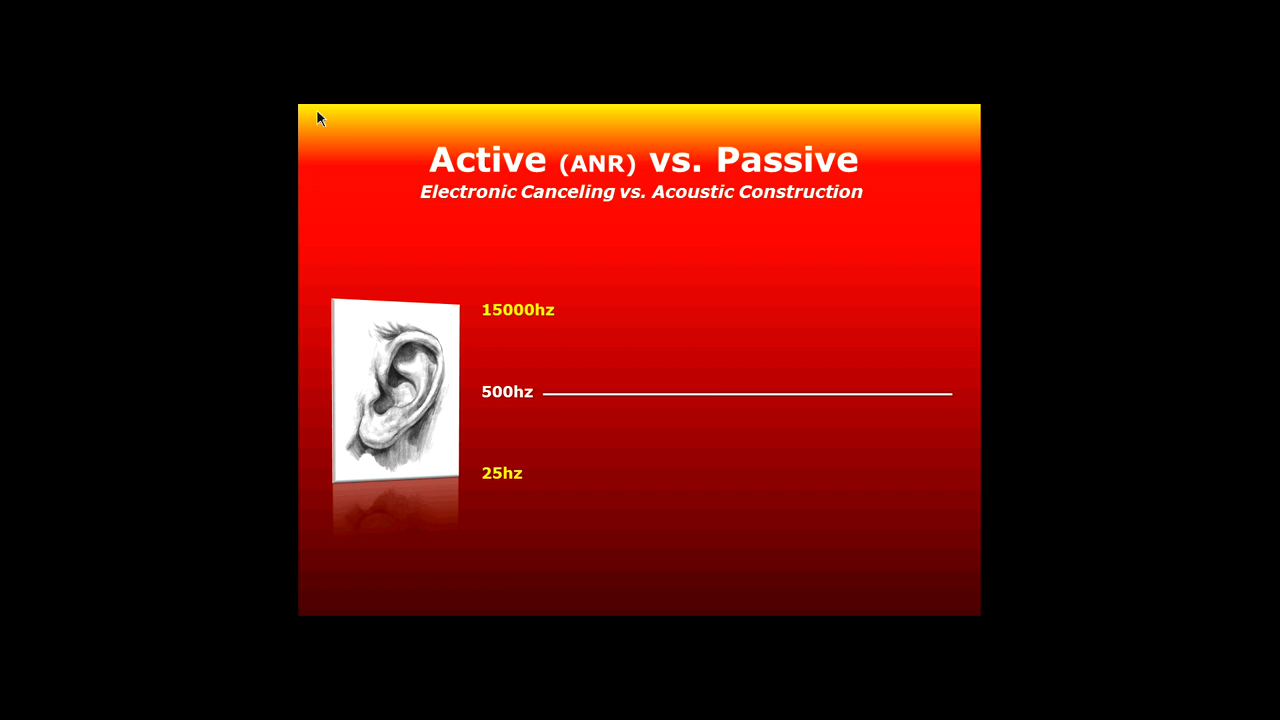 Active (ANR) vs. Passive
Electronic Canceling vs. Acoustic Construction
15000hz
500hz
25hz